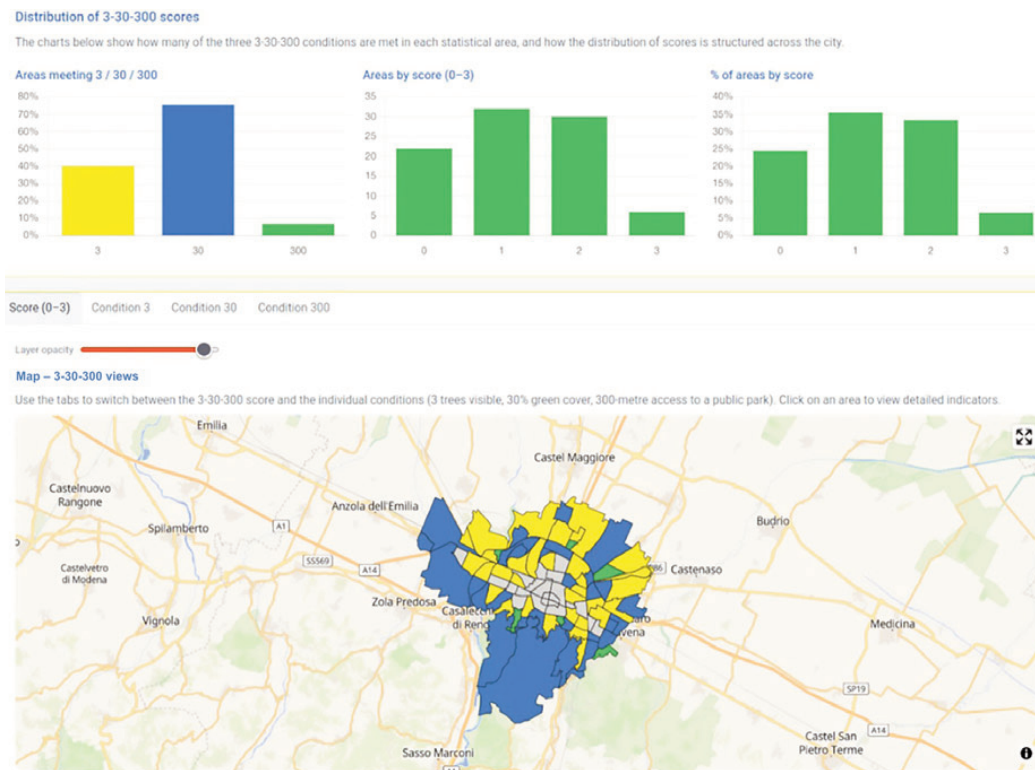 Distribution of 3-30-300 scores
The charts below show how many of the three 3-30-300 conditions are met in each statistical area, and how the distribution of scores is structured across the city.
Areas meeting 3 / 30 / 300
80%
70%
60%
50%
40%
30%
20%
10%
0%
3
30
300
Areas by score (0–3)
35
30
25
20
15
10
5
0
0
1
2
3
% of areas by score
40%
35%
30%
25%
20%
15%
10%
5%
0%
0
1
2
3
Score (0–3) Condition 3 Condition 30 Condition 300
Layer opacity
Map – 3-30-300 views
Use the tabs to switch between the 3-30-300 score and the individual conditions (3 trees visible, 30% green cover, 300-metre access to a public park). Click on an area to view detailed indicators.
Emilia
Castel Maggiore
Castelnuovo
Rangone
Anzola dell'Emilia
Spilamberto
A1
Budrio
SS569
A14
Castelvetro
di Modena
Castenaso
Zola Predosa
Vignola
di Reno
Medicina
SP19
A14
Castel San
Pietro Terme
Sasso Marconi